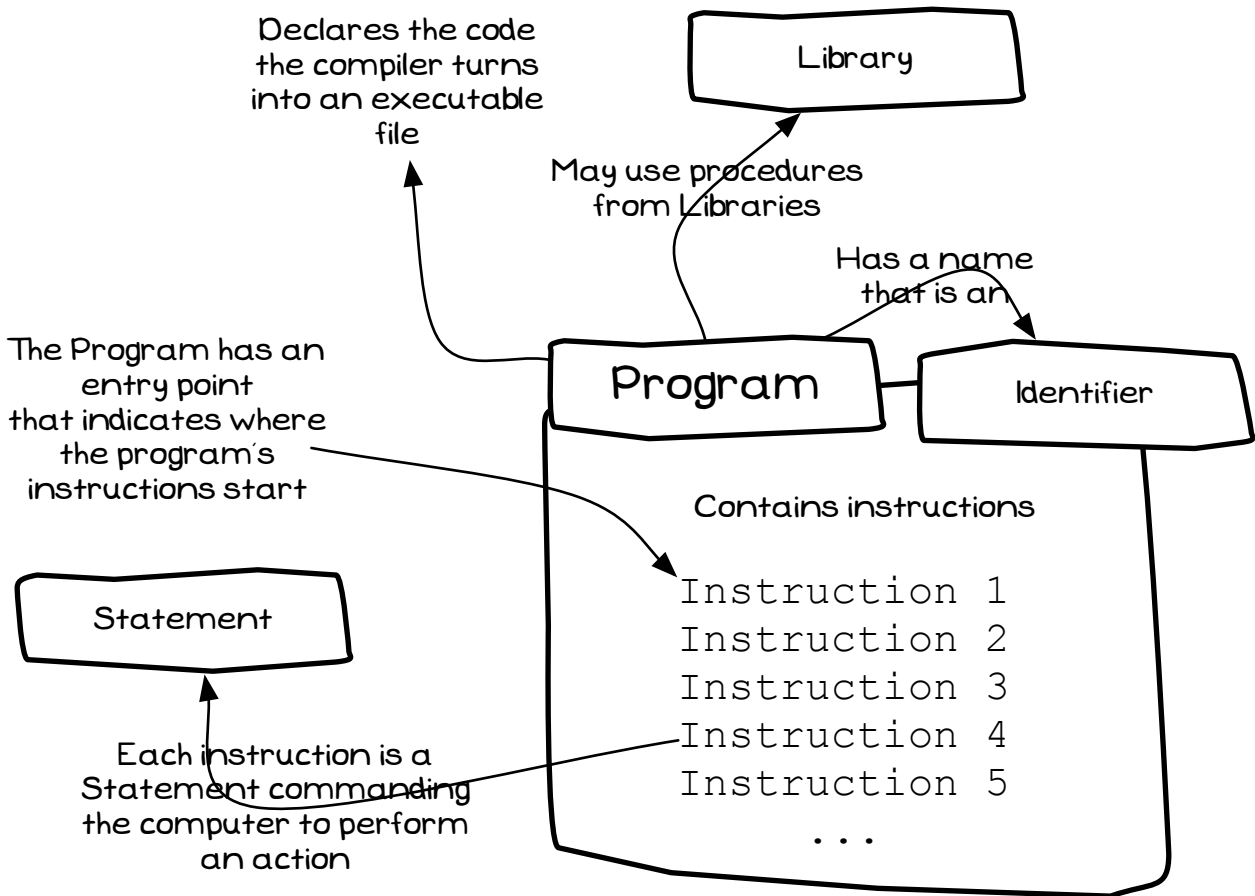 Declares the code
the compiler turns
into an executable
file
Library
May use procedures
from Libraries
Has a name
that is an
The Program has an
entry point
that indicates where
the program's
instructions start
Program
Identifier
Contains instructions
Instruction 1
Instruction 2
Instruction 3
Instruction 4
Instruction 5
...
Statement
Each instruction is a
Statement commanding
the computer to perform
an action